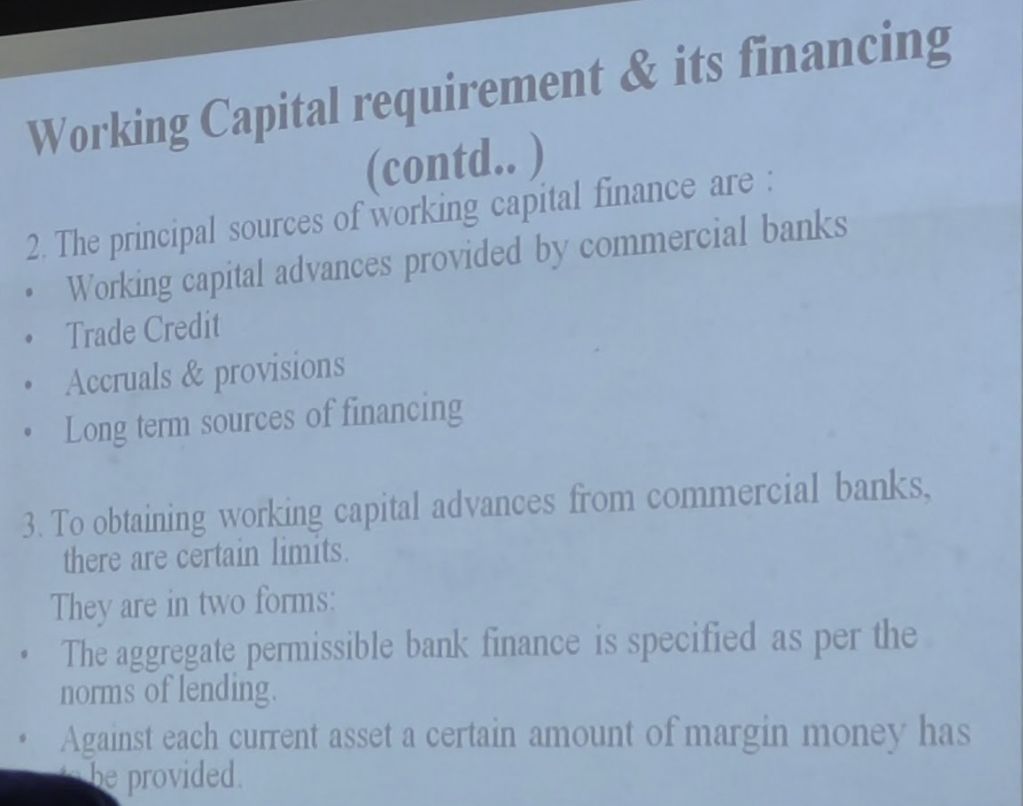 Working Capital requirement & its financing
(contd.. )
2. The principal sources of working capital finance are :
• Working capital advances provided by commercial banks
• Trade Credit
• Accruals & provisions
• Long term sources of financing
3. To obtaining working capital advances from commercial banks,
there are certain limits.
They are in two forms:
• The aggregate permissible bank finance is specified as per the
norms of lending.
• Against each current asset a certain amount of margin money has
be provided.